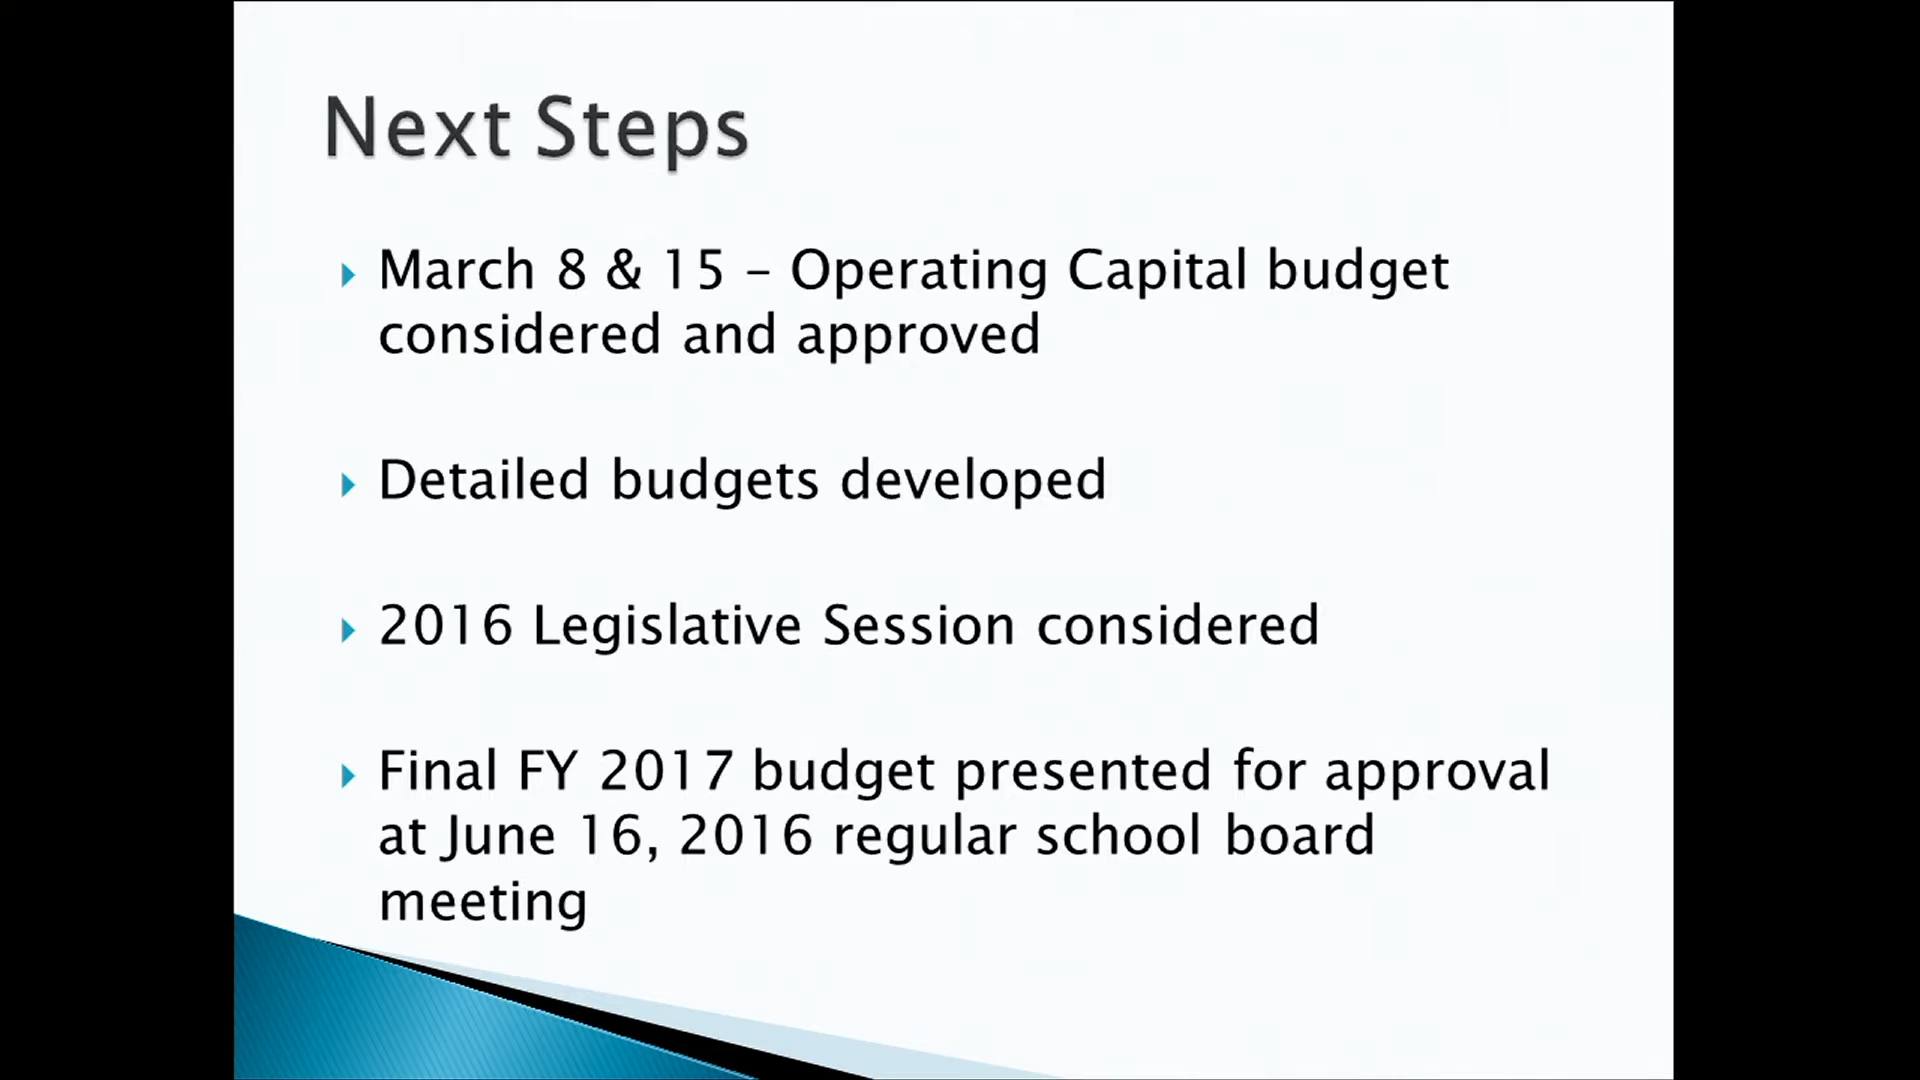 Next Steps
March 8 & 15 – Operating Capital budget
considered and approved
Detailed budgets developed
2016 Legislative Session considered
Final FY 2017 budget presented for approval
at June 16, 2016 regular school board
meeting